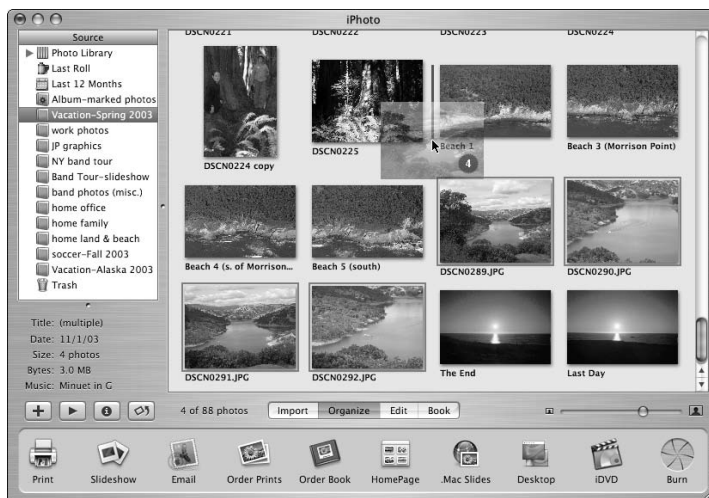 iPhoto
Source
Photo Library
Last Roll
Last 12 Months
Album-marked photos
Vacation-Spring 2003
work photos
JP graphics
NY band tour
Band Tour-slideshow
band photos (misc.)
home office
home family
home land & beach
soccer-Fall 2003
Vacation-Alaska 2003
Trash
Title: (multiple)
Date: 11/1/03
Size: 4 photos
Bytes: 3.0 MB
Music: Minuet in G
DSCN0221 DSCN0222 DSCN0223 DSCN0224
DSCN0224 copy
DSCN0225
Beach 1
4
Beach 3 (Morrison Point)
Beach 4 (s. of Morrison...
Beach 5 (south)
DSCN0289.JPG
DSCN0290.JPG
DSCN0291.JPG
DSCN0292.JPG
The End
Last Day
4 of 88 photos
Import Organize Edit Book
Print Slideshow Email Order Prints Order Book HomePage .Mac Slides Desktop iDVD Burn